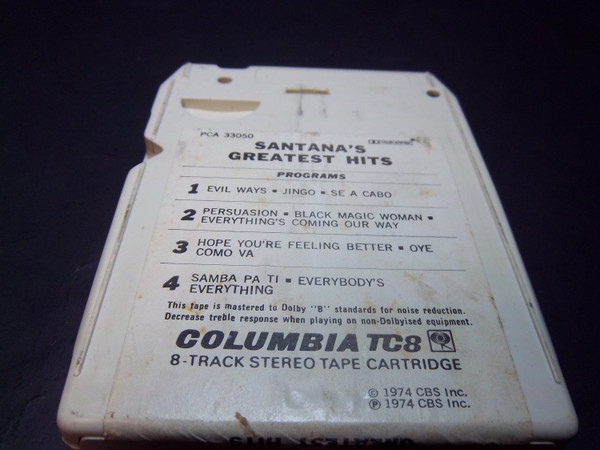 PCA 33050
SANTANA'S
GREATEST HITS
PROGRAMS
1 EVIL WAYS ▪ JINGO ▪ SE A CABO
2 PERSUASION ▪ BLACK MAGIC WOMAN ▪
EVERYTHING'S COMING OUR WAY
3 HOPE YOU'RE FEELING BETTER ▪ OYE
COMO VA
4 SAMBA PA TI ▪ EVERYBODY'S
EVERYTHING
This tape is mastered to Dolby "B" standards for noise reduction.
Decrease treble response when playing on non-Dolbyised equipment.
COLUMBIA TC8
8-TRACK STEREO TAPE CARTRIDGE
© 1974 CBS Inc.
℗ 1974 CBS Inc.
GREATEST HITS